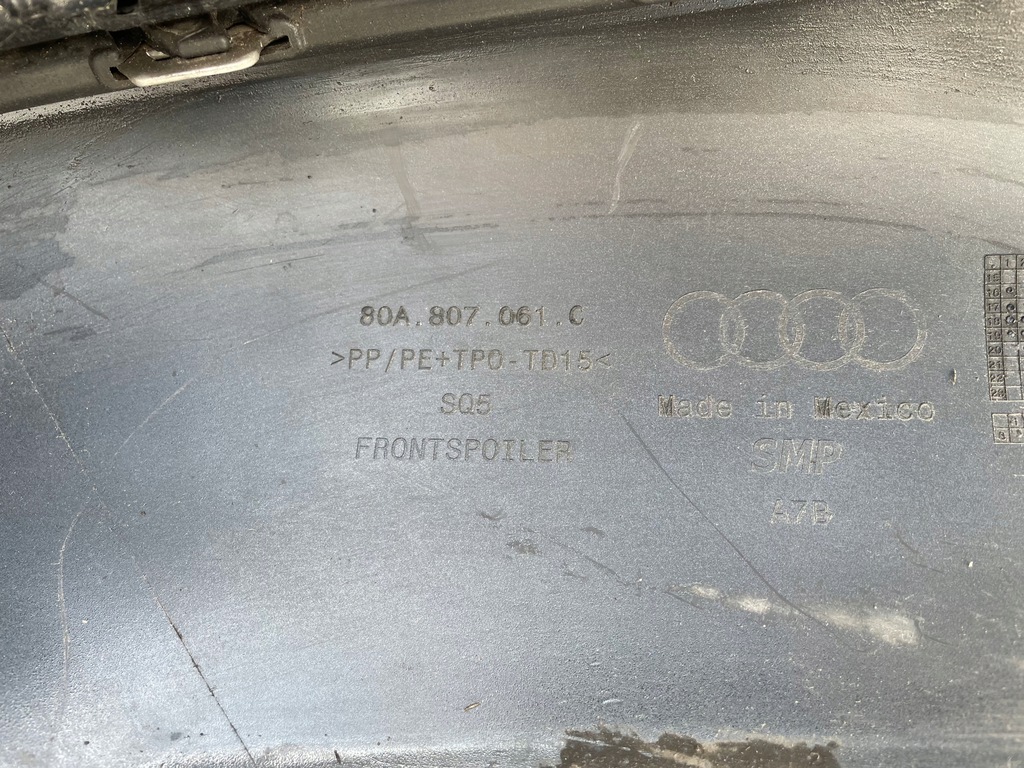 80A.807.061.C
>PP/PE+TPO-TD15<
SQ5
FRONTSPOILER
Made in Mexico
SMP
A7B